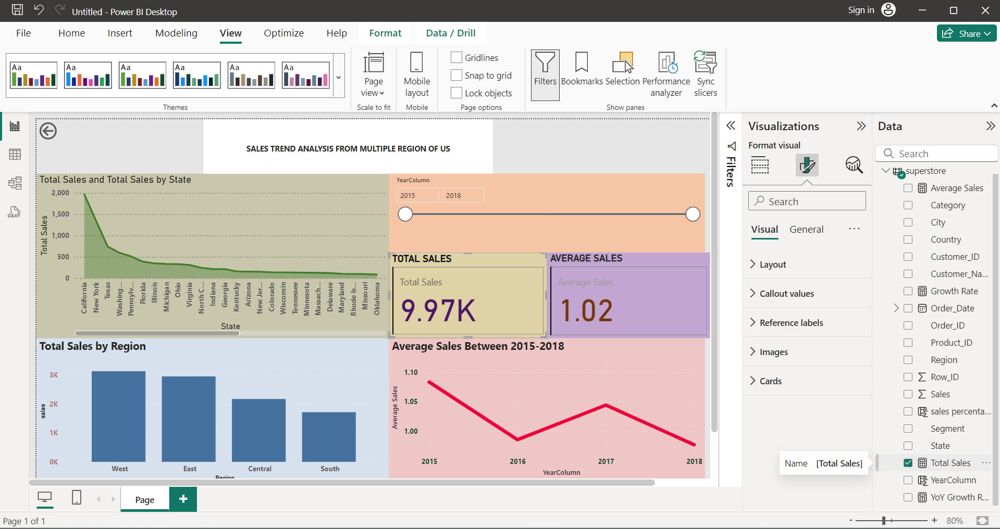 Untitled - Power BI Desktop
Sign in
File Home Insert Modeling View Optimize Help Format Data / Drill
Share
Aa Aa Aa Aa Aa Aa
Themes
Page view
Scale to fit
Mobile layout
Mobile
Gridlines
Snap to grid
Lock objects
Page options
Filters
Bookmarks
Selection
Performance analyzer
Sync slicers
Show panes
DAX
SALES TREND ANALYSIS FROM MULTIPLE REGION OF US
Total Sales and Total Sales by State
Total Sales
2,000
1,500
1,000
500
0
California
New York
Texas
Washing...
Pennsylv...
Florida
Illinois
Michigan
Ohio
Virginia
North C...
Indiana
Georgia
Kentucky
Arizona
New Jer...
Colorado
Wisconsin
Tennessee
Minnesota
Massach...
Delaware
Maryland
Rhode Is...
Missouri
Oklahoma
State
YearColumn
2015 2018
TOTAL SALES
Total Sales
9.97K
AVERAGE SALES
Average Sales
1.02
Total Sales by Region
sales
3K
2K
1K
0K
West East Central South
Region
Average Sales Between 2015-2018
Average Sales
1.10
1.05
1.00
2015 2016 2017 2018
YearColumn
Filters
Visualizations
Format visual
Search
Visual General ...
Layout
Callout values
Reference labels
Images
Cards
Name [Total Sales]
Data
Search
superstore
Average Sales
Category
City
Country
Customer_ID
Customer_Na...
Growth Rate
Order_Date
Order_ID
Product_ID
Region
Row_ID
Sales
sales percenta...
Segment
State
Total Sales ...
YearColumn
YoY Growth R...
Page
+
Page 1 of 1
- + 80%